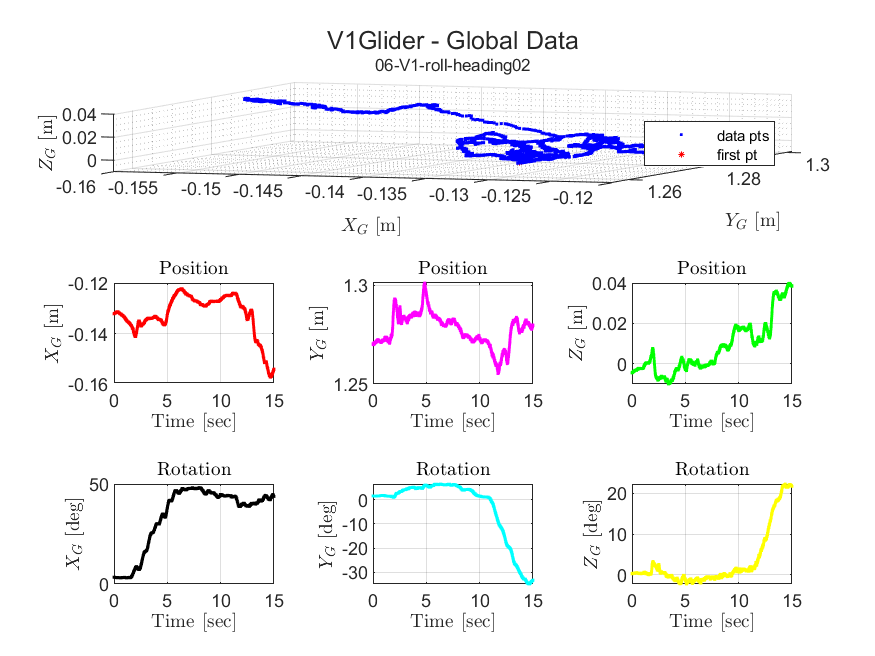 V1Glider - Global Data
06-V1-roll-heading02
0.04
0.02
0
Z_G [m]
-0.16 -0.155 -0.15 -0.145 -0.14 -0.135 -0.13 -0.125 -0.12
X_G [m]
1.26 1.28 1.3
Y_G [m]
data pts
first pt
Position
-0.12
-0.14
-0.16
X_G [m]
0 5 10 15
Time [sec]
Position
1.3
1.25
Y_G [m]
0 5 10 15
Time [sec]
Position
0.04
0.02
0
Z_G [m]
0 5 10 15
Time [sec]
Rotation
50
0
X_G [deg]
0 5 10 15
Time [sec]
Rotation
0
-10
-20
-30
Y_G [deg]
0 5 10 15
Time [sec]
Rotation
20
10
0
Z_G [deg]
0 5 10 15
Time [sec]